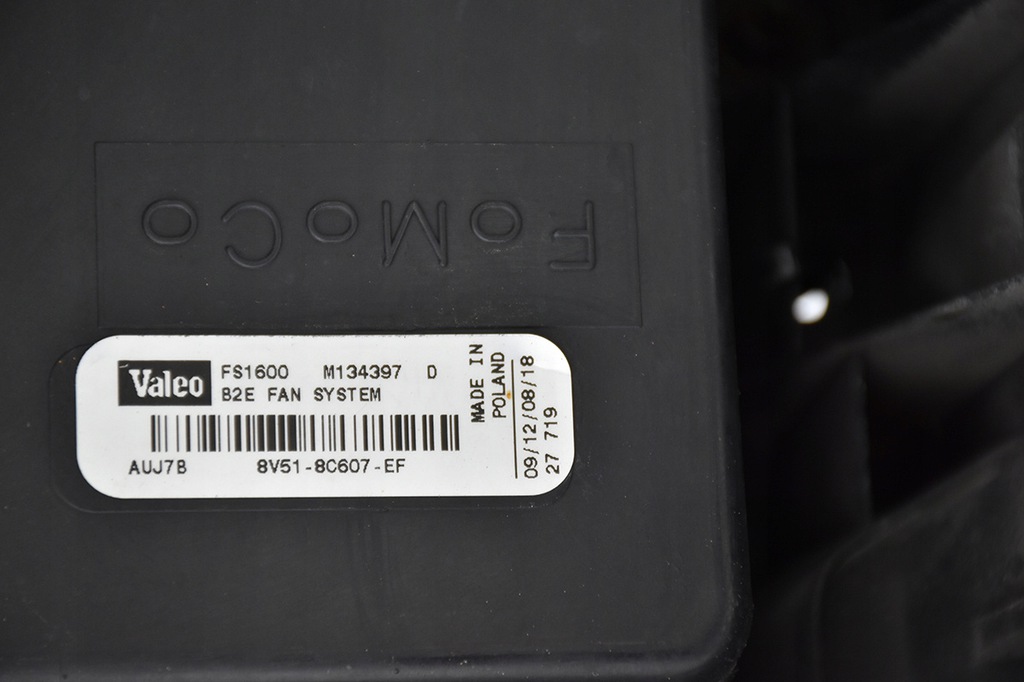 FoMoCo
Valeo FS1600 M134397 D
B2E FAN SYSTEM
AUJ7B 8V51-8C607-EF
MADE IN
POLAND
09/12/08/18
27 719